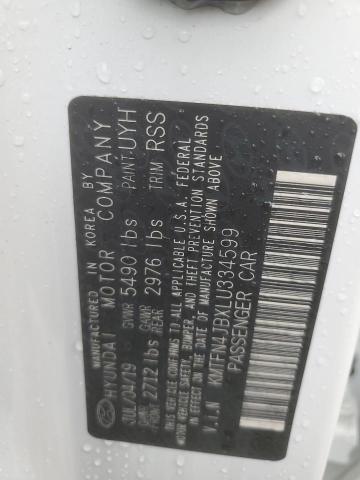 MANUFACTURED IN KOREA BY
HYUNDAI MOTOR COMPANY
JUL/04/19 GVWR 5490 lbs PAINT:UYH
GAWR FRONT 2712 lbs GAWR REAR 2976 lbs TRIM RSS
THIS VEHICLE CONFORMS TO ALL APPLICABLE U.S.A. FEDERAL
MOTOR VEHICLE SAFETY, BUMPER, AND THEFT PREVENTION STANDARDS
IN EFFECT ON THE DATE OF MANUFACTURE SHOWN ABOVE
V.I.N KMTFN4JBXLU334599
PASSENGER CAR